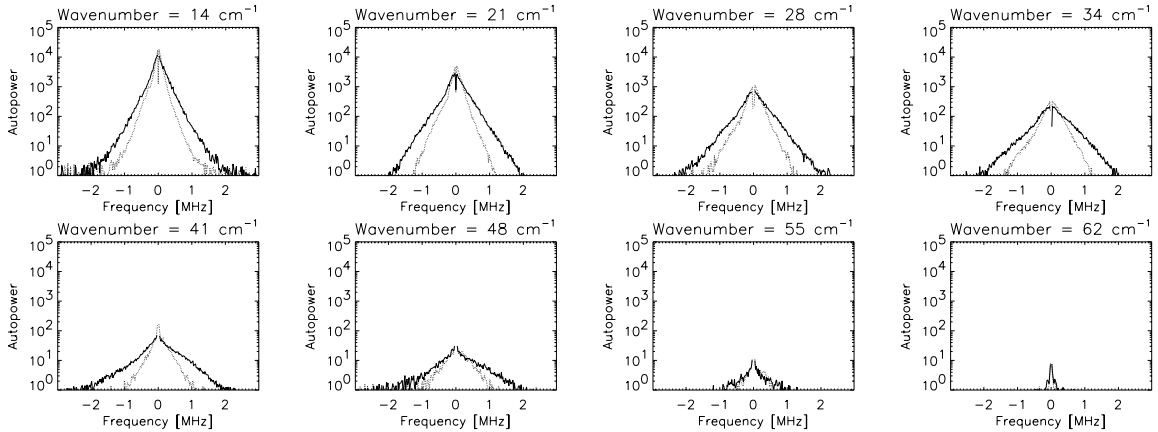 Wavenumber = 14 cm⁻¹
Autopower
10⁵
10⁴
10³
10²
10¹
10⁰
-2 -1 0 1 2
Frequency [MHz]
Wavenumber = 21 cm⁻¹
Autopower
10⁵
10⁴
10³
10²
10¹
10⁰
-2 -1 0 1 2
Frequency [MHz]
Wavenumber = 28 cm⁻¹
Autopower
10⁵
10⁴
10³
10²
10¹
10⁰
-2 -1 0 1 2
Frequency [MHz]
Wavenumber = 34 cm⁻¹
Autopower
10⁵
10⁴
10³
10²
10¹
10⁰
-2 -1 0 1 2
Frequency [MHz]
Wavenumber = 41 cm⁻¹
Autopower
10⁵
10⁴
10³
10²
10¹
10⁰
-2 -1 0 1 2
Frequency [MHz]
Wavenumber = 48 cm⁻¹
Autopower
10⁵
10⁴
10³
10²
10¹
10⁰
-2 -1 0 1 2
Frequency [MHz]
Wavenumber = 55 cm⁻¹
Autopower
10⁵
10⁴
10³
10²
10¹
10⁰
-2 -1 0 1 2
Frequency [MHz]
Wavenumber = 62 cm⁻¹
Autopower
10⁵
10⁴
10³
10²
10¹
10⁰
-2 -1 0 1 2
Frequency [MHz]